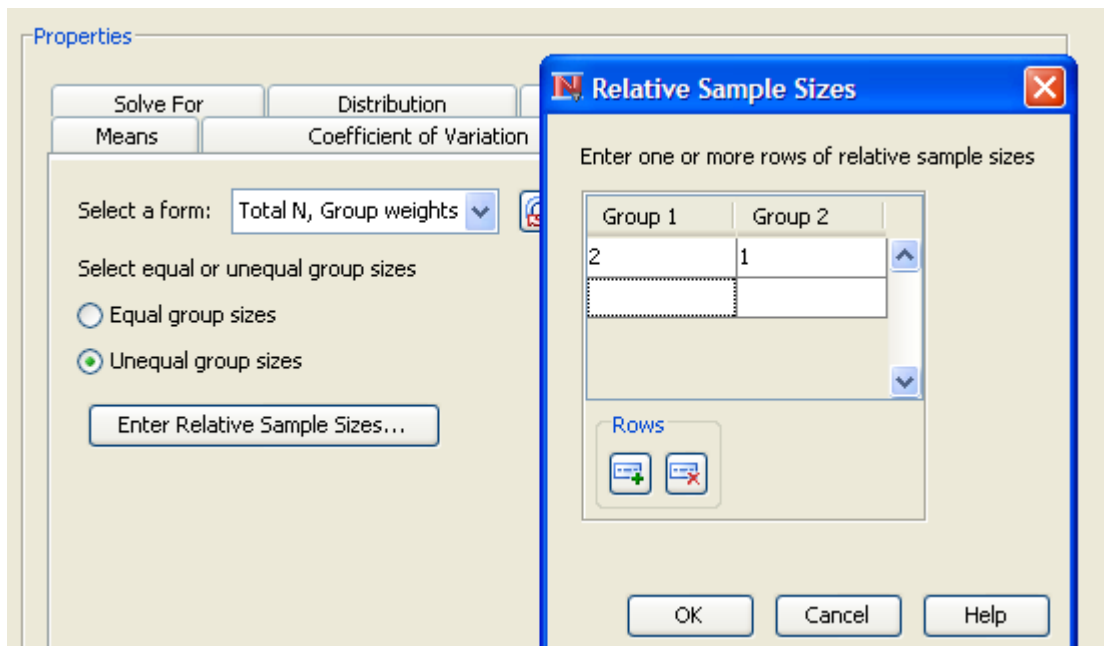 Properties
Solve For
Distribution
Means
Coefficient of Variation
Select a form:
Total N, Group weights
Select equal or unequal group sizes
Equal group sizes
Unequal group sizes
Enter Relative Sample Sizes...
Relative Sample Sizes
Enter one or more rows of relative sample sizes
Group 1
Group 2
2
1
Rows
OK
Cancel
Help